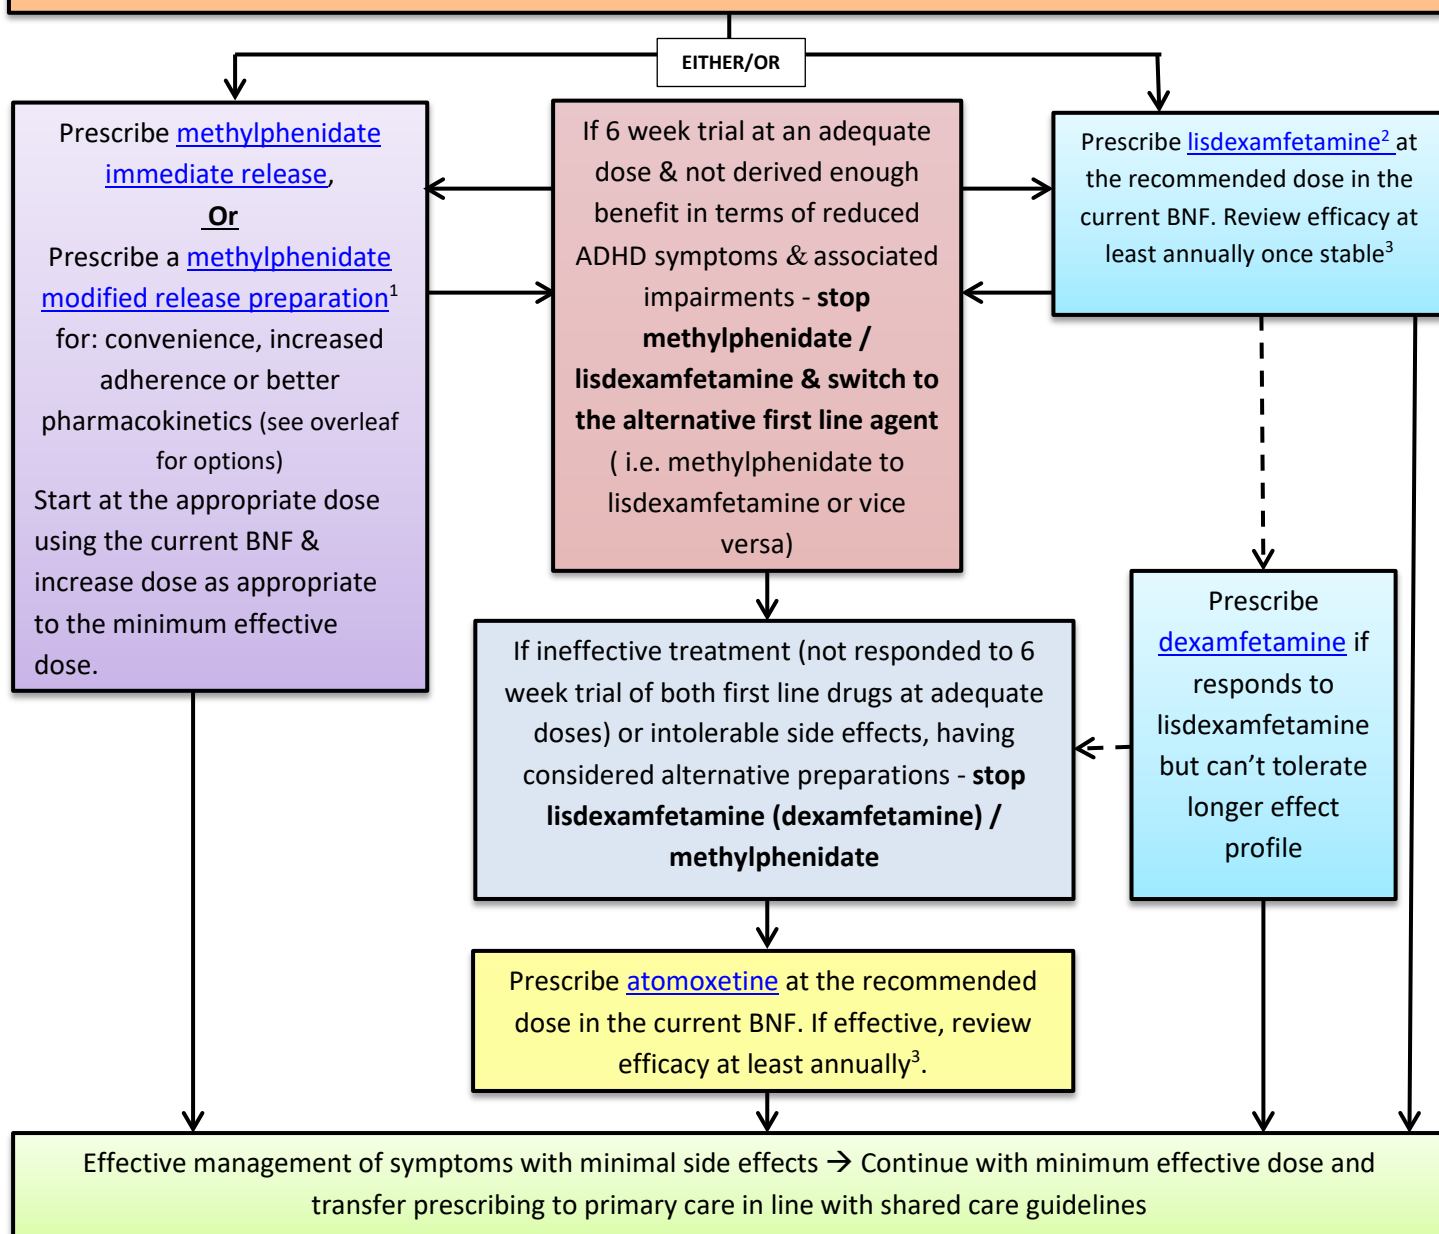 EITHER/OR
Prescribe methylphenidate
immediate release,
Or
Prescribe a methylphenidate
modified release preparation1
for: convenience, increased
adherence or better
pharmacokinetics (see overleaf
for options)
Start at the appropriate dose
using the current BNF &
increase dose as appropriate
to the minimum effective
dose.
If 6 week trial at an adequate
dose & not derived enough
benefit in terms of reduced
ADHD symptoms & associated
impairments - stop
methylphenidate /
lisdexamfetamine & switch to
the alternative first line agent
( i.e. methylphenidate to
lisdexamfetamine or vice
versa)
Prescribe lisdexamfetamine2 at
the recommended dose in the
current BNF. Review efficacy at
least annually once stable3
If ineffective treatment (not responded to 6
week trial of both first line drugs at adequate
doses) or intolerable side effects, having
considered alternative preparations - stop
lisdexamfetamine (dexamfetamine) /
methylphenidate
Prescribe
dexamfetamine if
responds to
lisdexamfetamine
but can't tolerate
longer effect
profile
Prescribe atomoxetine at the recommended
dose in the current BNF. If effective, review
efficacy at least annually3.
Effective management of symptoms with minimal side effects → Continue with minimum effective dose and
transfer prescribing to primary care in line with shared care guidelines